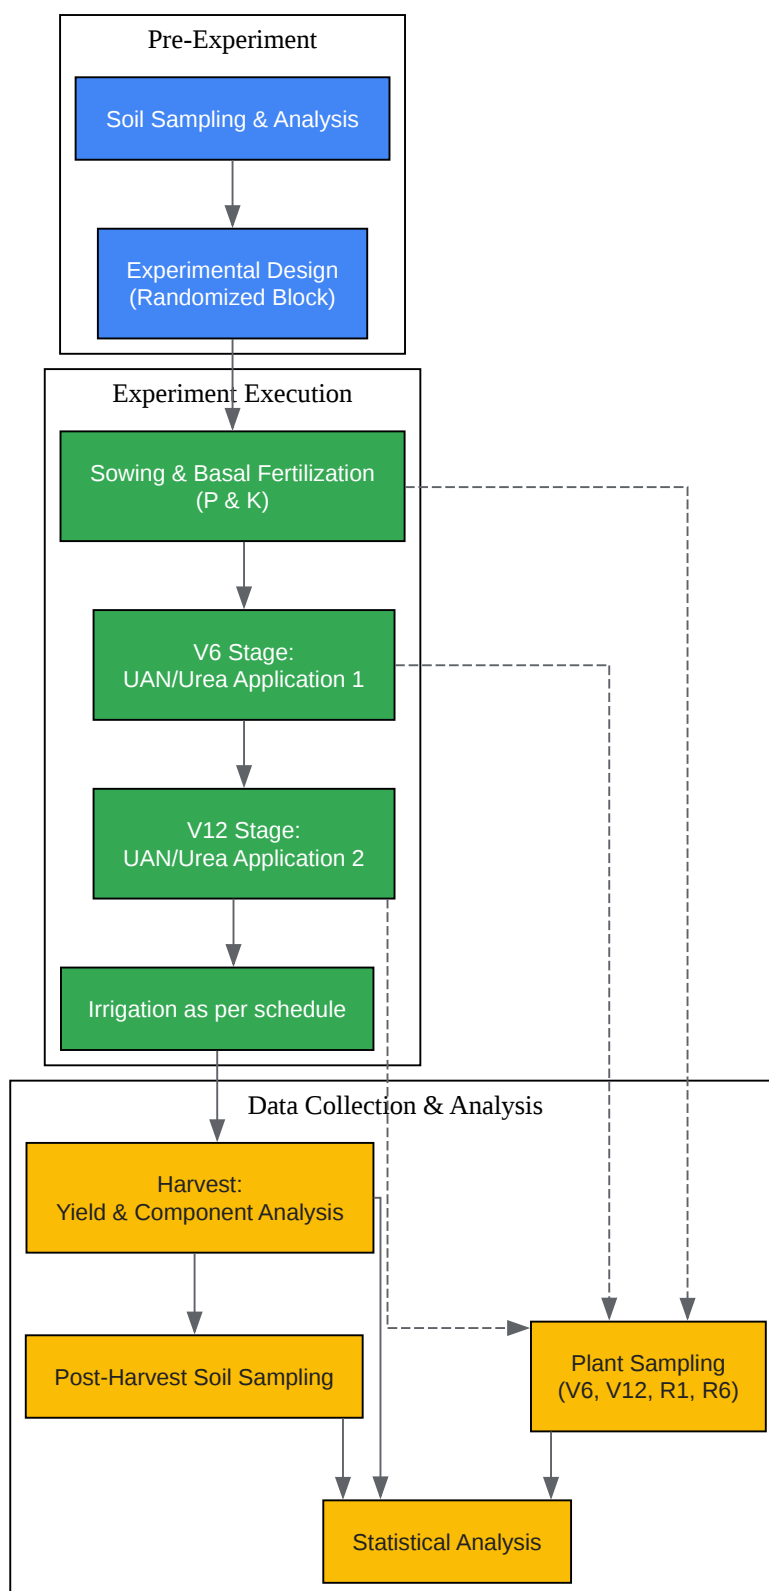 Pre-Experiment
Soil Sampling & Analysis
Experimental Design
(Randomized Block)
Experiment Execution
Sowing & Basal Fertilization
(P & K)
V6 Stage:
UAN/Urea Application 1
V12 Stage:
UAN/Urea Application 2
Irrigation as per schedule
Data Collection & Analysis
Harvest:
Yield & Component Analysis
Post-Harvest Soil Sampling
Plant Sampling
(V6, V12, R1, R6)
Statistical Analysis